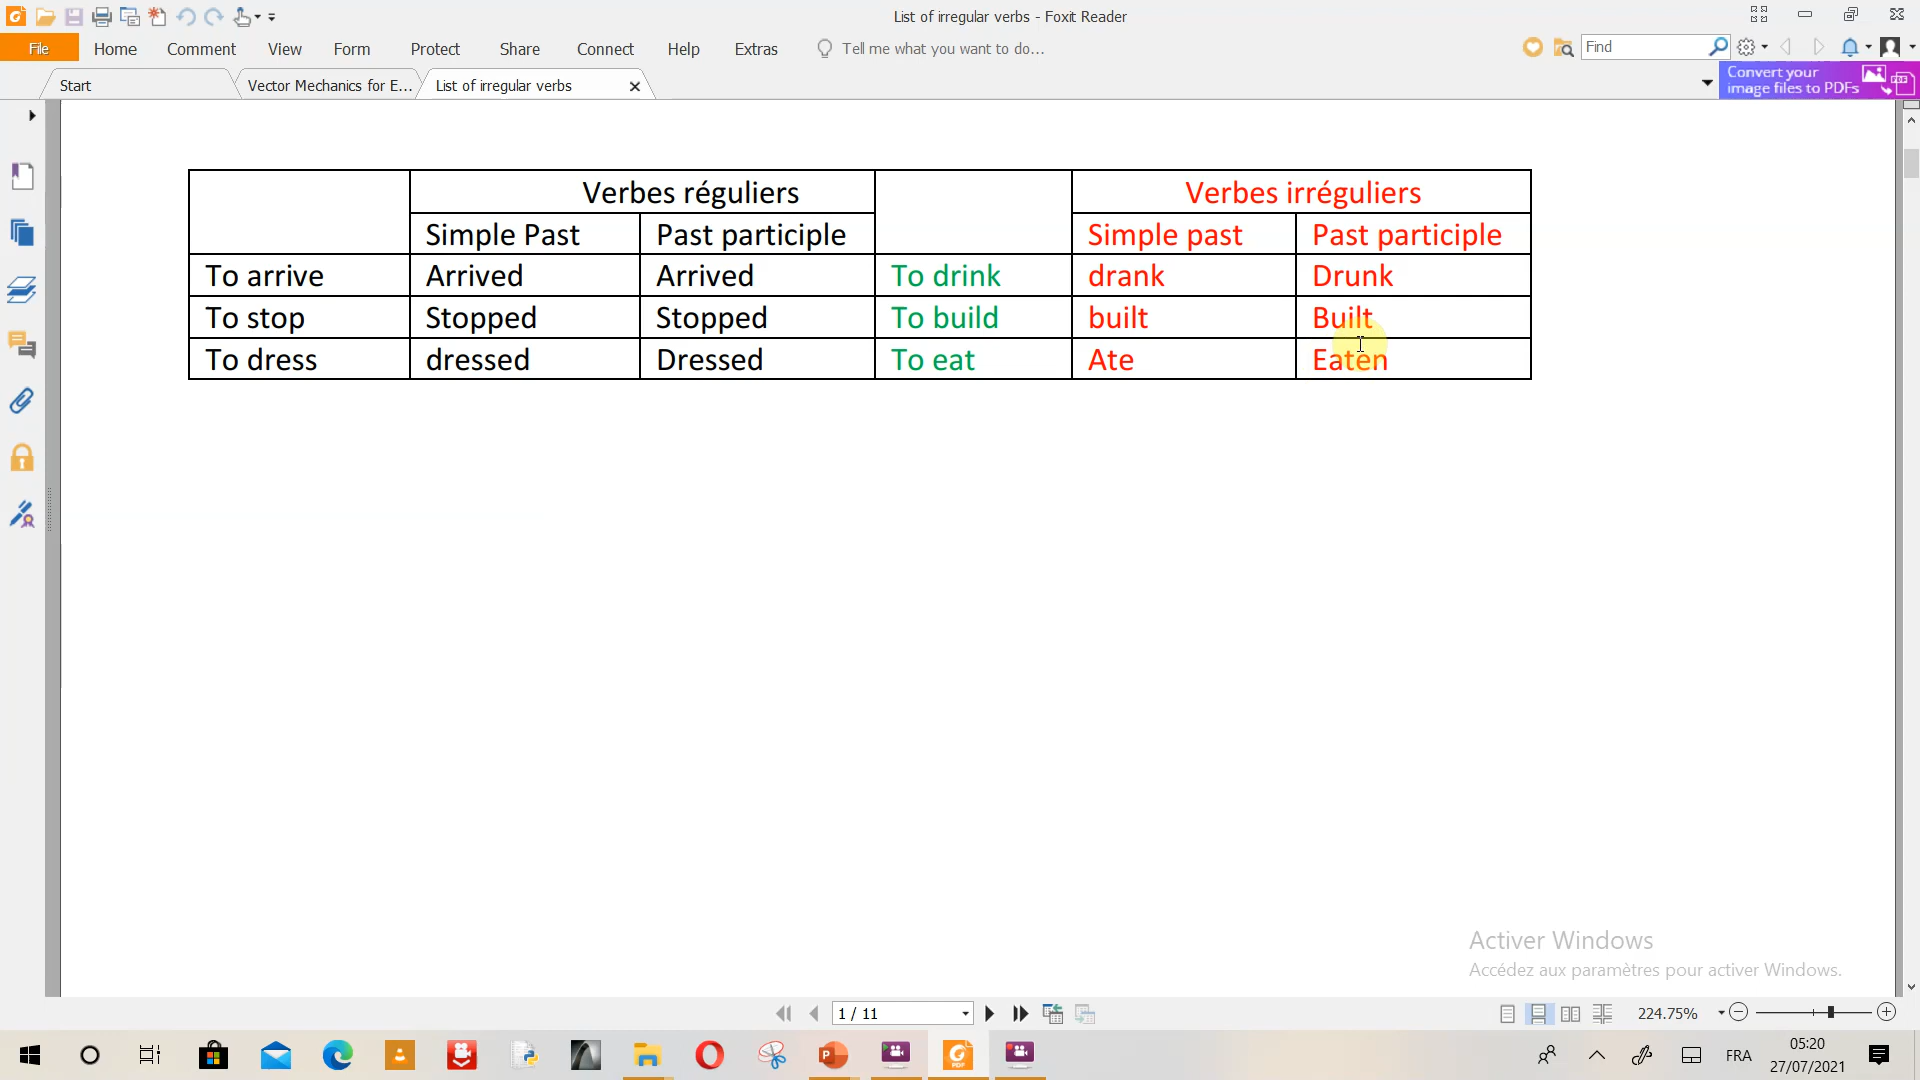 List of irregular verbs - Foxit Reader
File Home Comment View Form Protect Share Connect Help Extras Tell me what you want to do... Find
Start Vector Mechanics for E... List of irregular verbs
Convert your
image files to PDFs
Verbes réguliers Verbes irréguliers
Simple Past Past participle Simple past Past participle
To arrive Arrived Arrived To drink drank Drunk
To stop Stopped Stopped To build built Built
To dress dressed Dressed To eat Ate Eaten
Activer Windows
Accédez aux paramètres pour activer Windows.
1 / 11 224.75%
FRA
05:20
27/07/2021